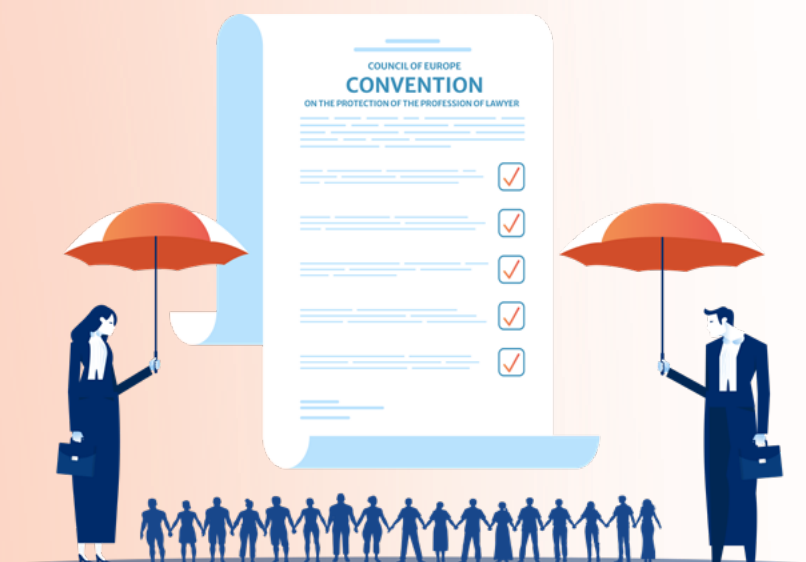 COUNCIL OF EUROPE
CONVENTION
ON THE PROTECTION OF THE PROFESSION OF LAWYER